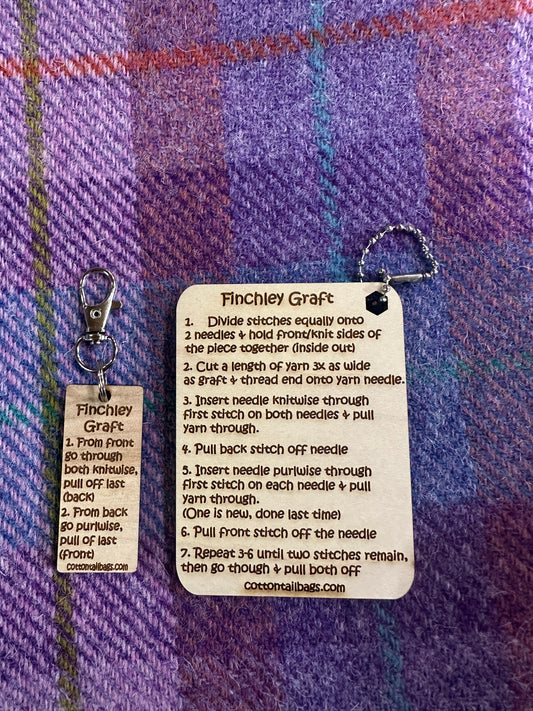 Finchley
Graft
1. From front
go through
both knitwise,
pull off last
(back)
2. From back
go purlwise,
pull of last
(front)
cottontailbags.com
Finchley Graft
1. Divide stitches equally onto
2 needles & hold front/knit sides of
the piece together (inside out)
2. Cut a length of yarn 3x as wide
as graft & thread end onto yarn needle.
3. Insert needle knitwise through
first stitch on both needles & pull
yarn through.
4. Pull back stitch off needle
5. Insert needle purlwise through
first stitch on each needle & pull
yarn through.
(One is new, done last time)
6. Pull front stitch off the needle
7. Repeat 3-6 until two stitches remain,
then go though & pull both off
cottontailbags.com